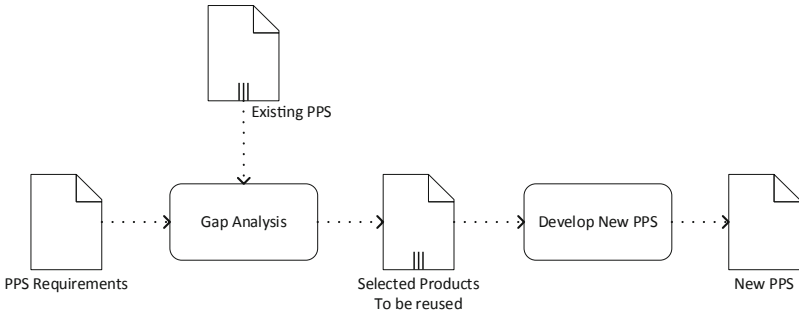 Existing PPS
Gap Analysis
Develop New PPS
PPS Requirements
Selected Products
To be reused
New PPS